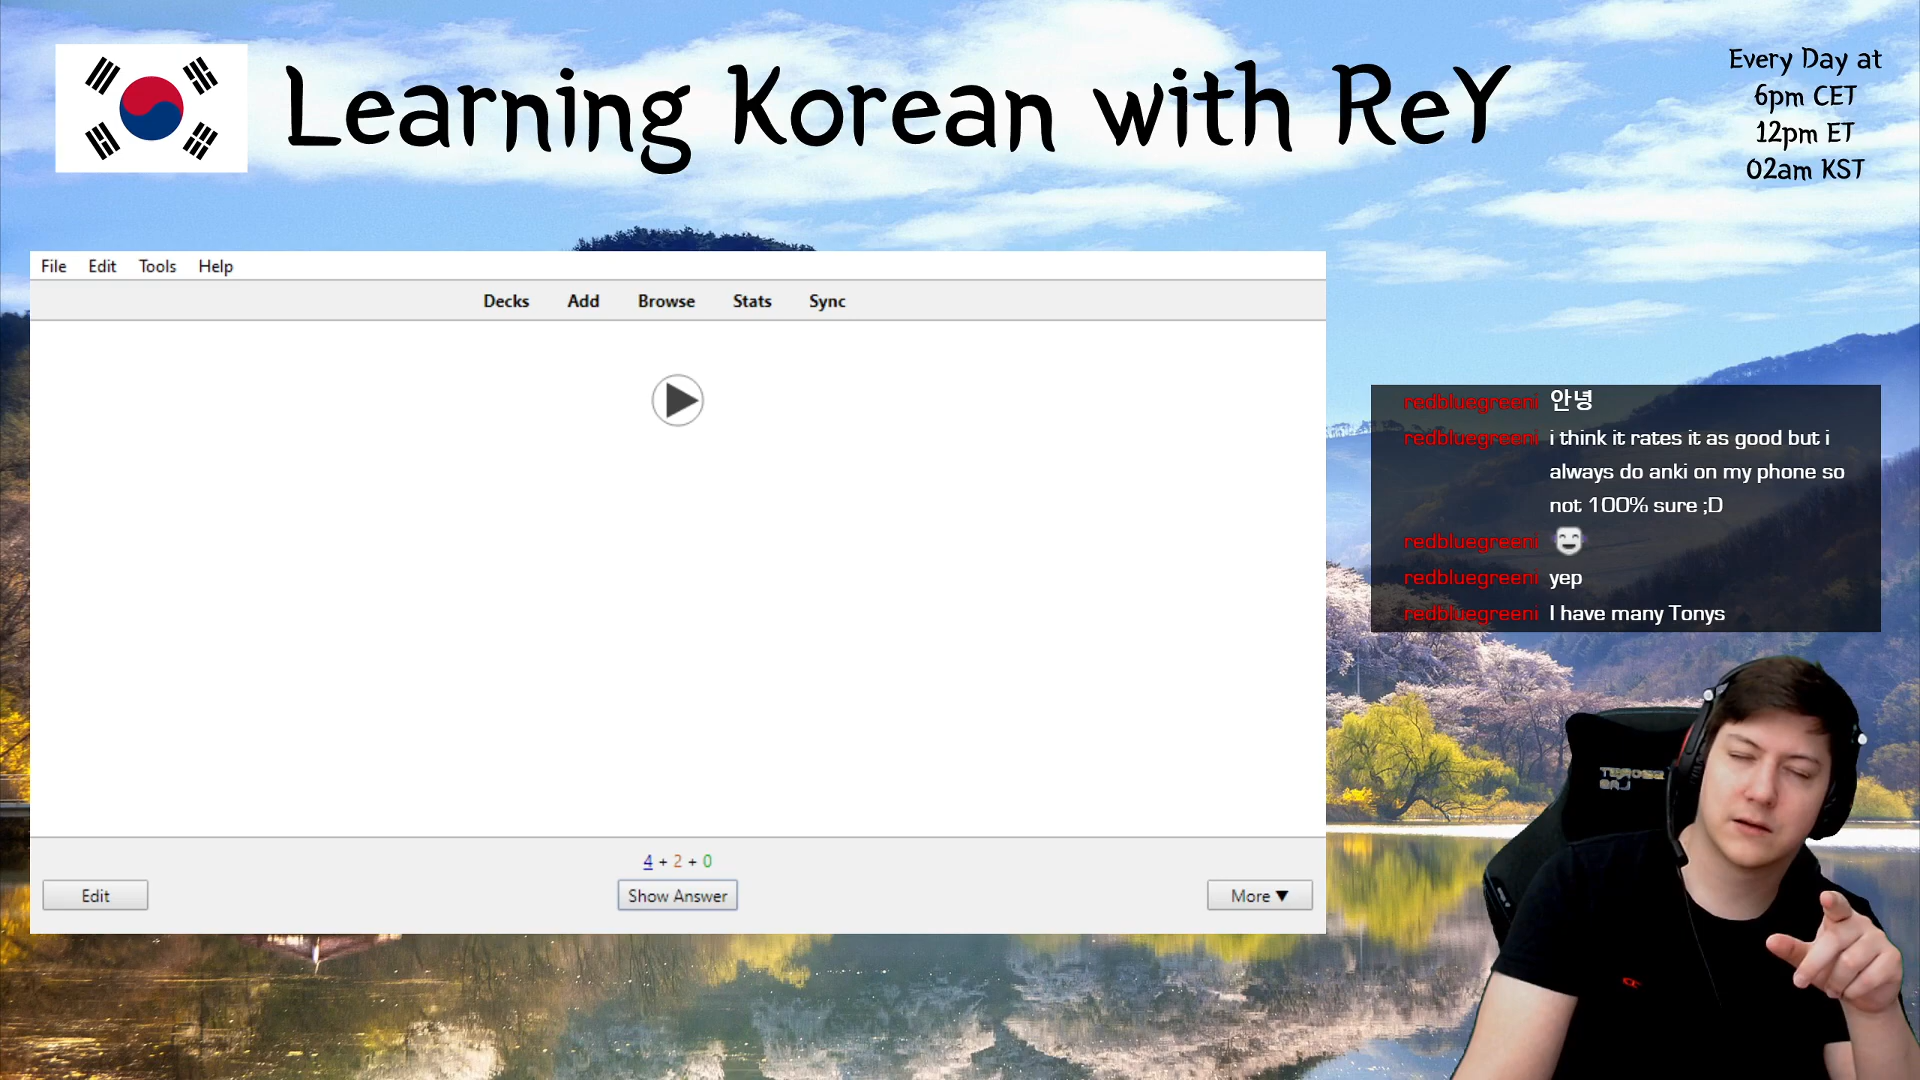 Learning Korean with ReY
Every Day at
6pm CET
12pm ET
02am KST
File Edit Tools Help
Decks Add Browse Stats Sync
redbluegreeni 안녕
redbluegreeni i think it rates it as good but i
always do anki on my phone so
not 100% sure ;D
redbluegreeni
redbluegreeni yep
redbluegreeni I have many Tonys
4 + 2 + 0
Edit Show Answer More ▼